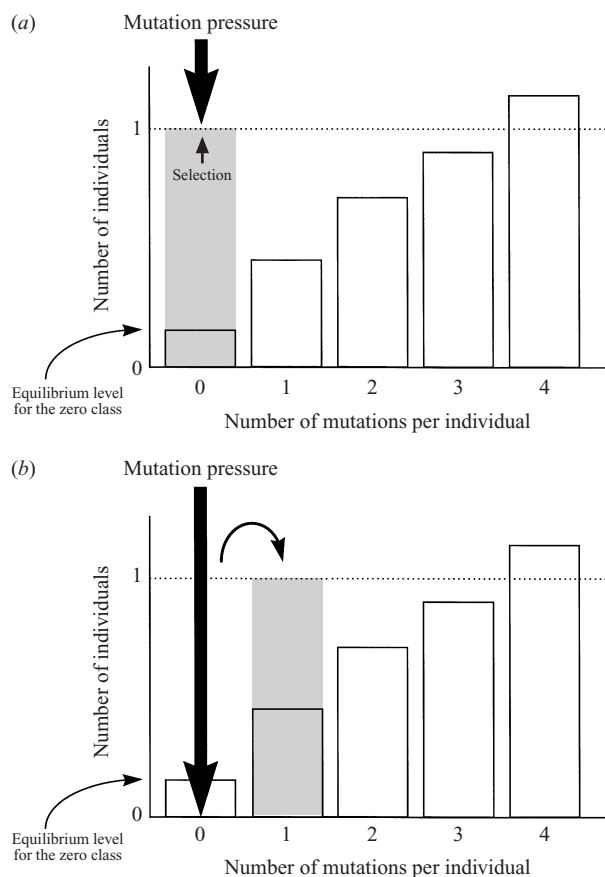 (a)
Mutation pressure
1
Selection
Number of individuals
0
Equilibrium level
for the zero class
0 1 2 3 4
Number of mutations per individual
(b)
Mutation pressure
1
Number of individuals
0
Equilibrium level
for the zero class
0 1 2 3 4
Number of mutations per individual